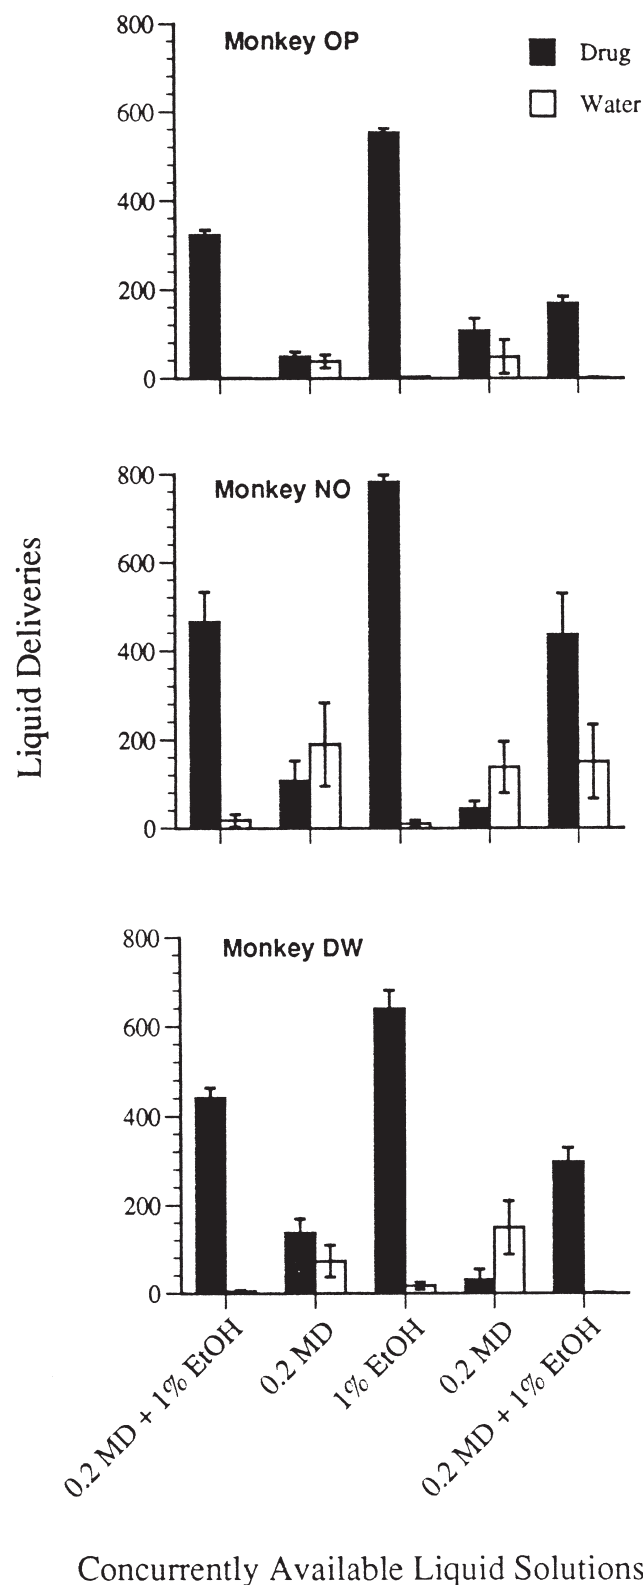 Monkey OP
Drug
Water
800
600
400
200
0
Monkey NO
800
600
400
200
0
Monkey DW
800
600
400
200
0
Liquid Deliveries
0.2 MD + 1% EtOH
0.2 MD
1% EtOH
0.2 MD
0.2 MD + 1% EtOH
Concurrently Available Liquid Solutions